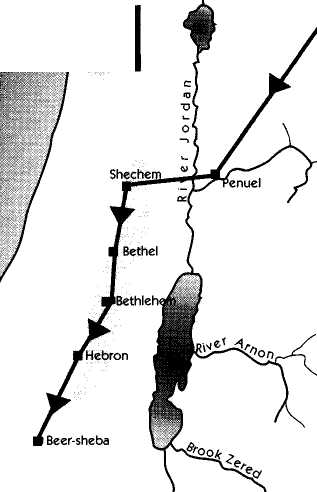 River Jordan
Shechem
Penuel
Bethel
Bethlehem
River Arnon
Hebron
Beer-sheba
Brook Zered